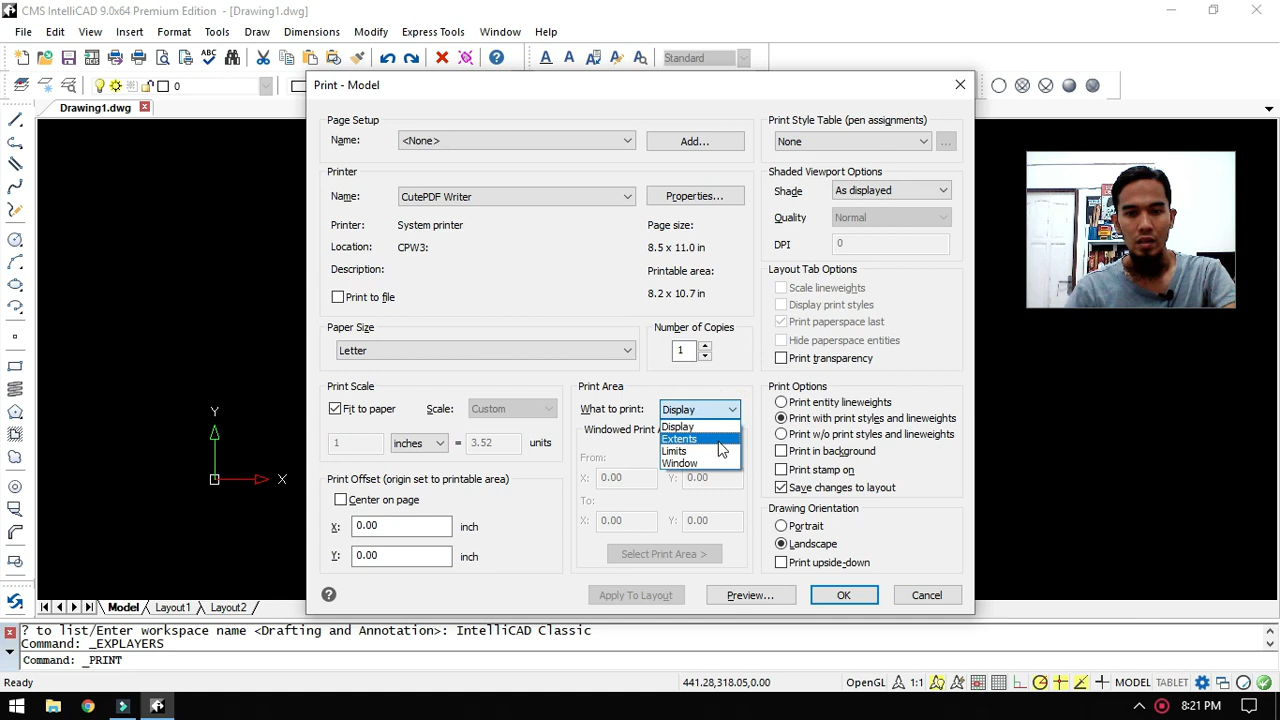 CMS IntelliCAD 9.0x64 Premium Edition - [Drawing1.dwg]
File Edit View Insert Format Tools Draw Dimensions Modify Express Tools Window Help
Standard
0
Drawing1.dwg
Print - Model
Page Setup
Name: <None> Add...
Printer
Name: CutePDF Writer Properties...
Printer: System printer Page size:
Location: CPW3: 8.5 x 11.0 in
Description: Printable area:
Print to file 8.2 x 10.7 in
Paper Size Number of Copies
Letter 1
Print Scale
Fit to paper Scale: Custom
1 inches = 3.52 units
Print Offset (origin set to printable area)
Center on page
X: 0.00 inch
Y: 0.00 inch
Print Area
What to print: Display
Display
Extents
Limits
Window
Windowed Print A
From:
X: 0.00 Y: 0.00
To:
X: 0.00 Y: 0.00
Select Print Area >
Print Style Table (pen assignments)
None ...
Shaded Viewport Options
Shade As displayed
Quality Normal
DPI 0
Layout Tab Options
Scale lineweights
Display print styles
Print paperspace last
Hide paperspace entities
Print transparency
Print Options
Print entity lineweights
Print with print styles and lineweights
Print w/o print styles and lineweights
Print in background
Print stamp on
Save changes to layout
Drawing Orientation
Portrait
Landscape
Print upside-down
Apply To Layout Preview... OK Cancel
Y
X
Model Layout1 Layout2
? to list/Enter workspace name <Drafting and Annotation>: IntelliCAD Classic
Command: _EXPLAYERS
Command: _PRINT
Ready 441.28,318.05,0.00 OpenGL 1:1 MODEL TABLET
8:21 PM